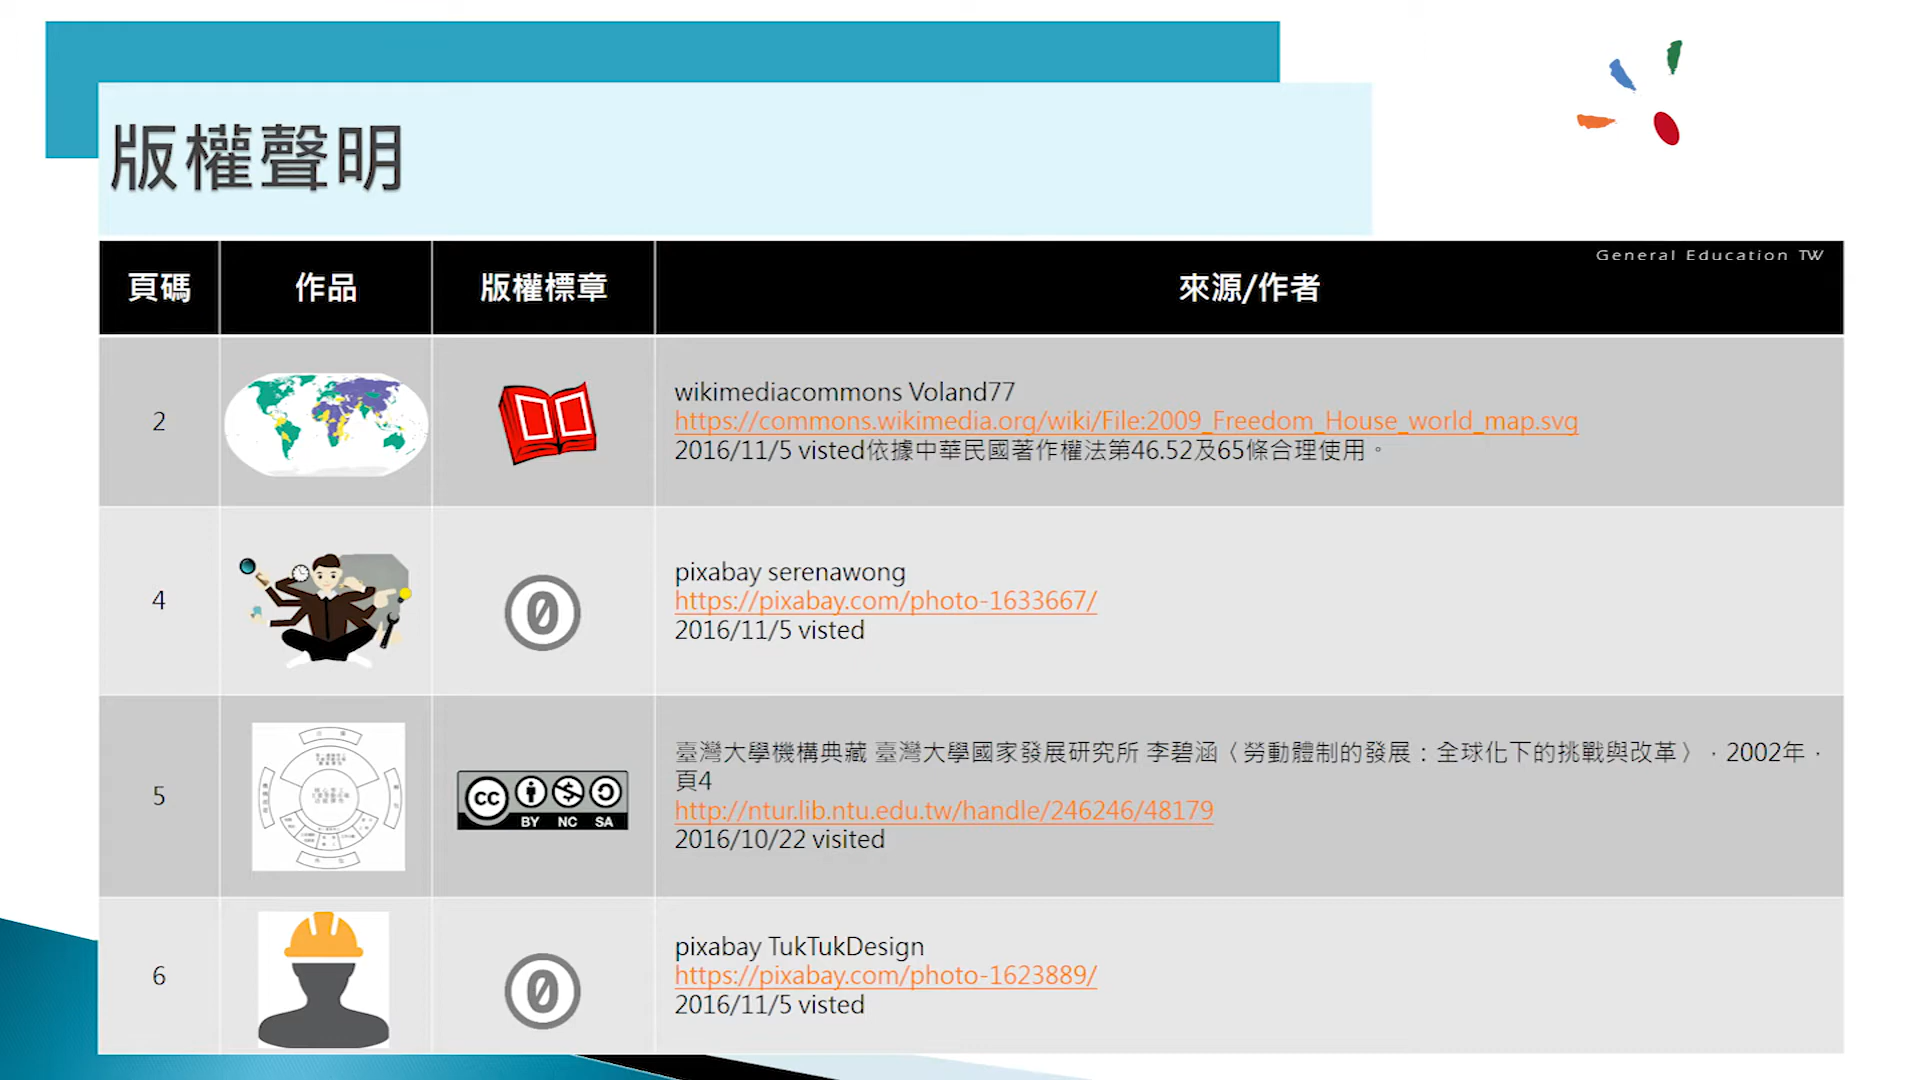 版權聲明
General Education TW
頁碼
作品
版權標章
來源/作者
2
wikimediacommons Voland77
https://commons.wikimedia.org/wiki/File:2009_Freedom_House_world_map.svg
2016/11/5 visted依據中華民國著作權法第46.52及65條合理使用。
4
0
pixabay serenawong
https://pixabay.com/photo-1633667/
2016/11/5 visted
5
cc
BY NC SA
臺灣大學機構典藏 臺灣大學國家發展研究所 李碧涵〈勞動體制的發展：全球化下的挑戰與改革〉，2002年，
頁4
http://ntur.lib.ntu.edu.tw/handle/246246/48179
2016/10/22 visited
6
0
pixabay TukTukDesign
https://pixabay.com/photo-1623889/
2016/11/5 visted